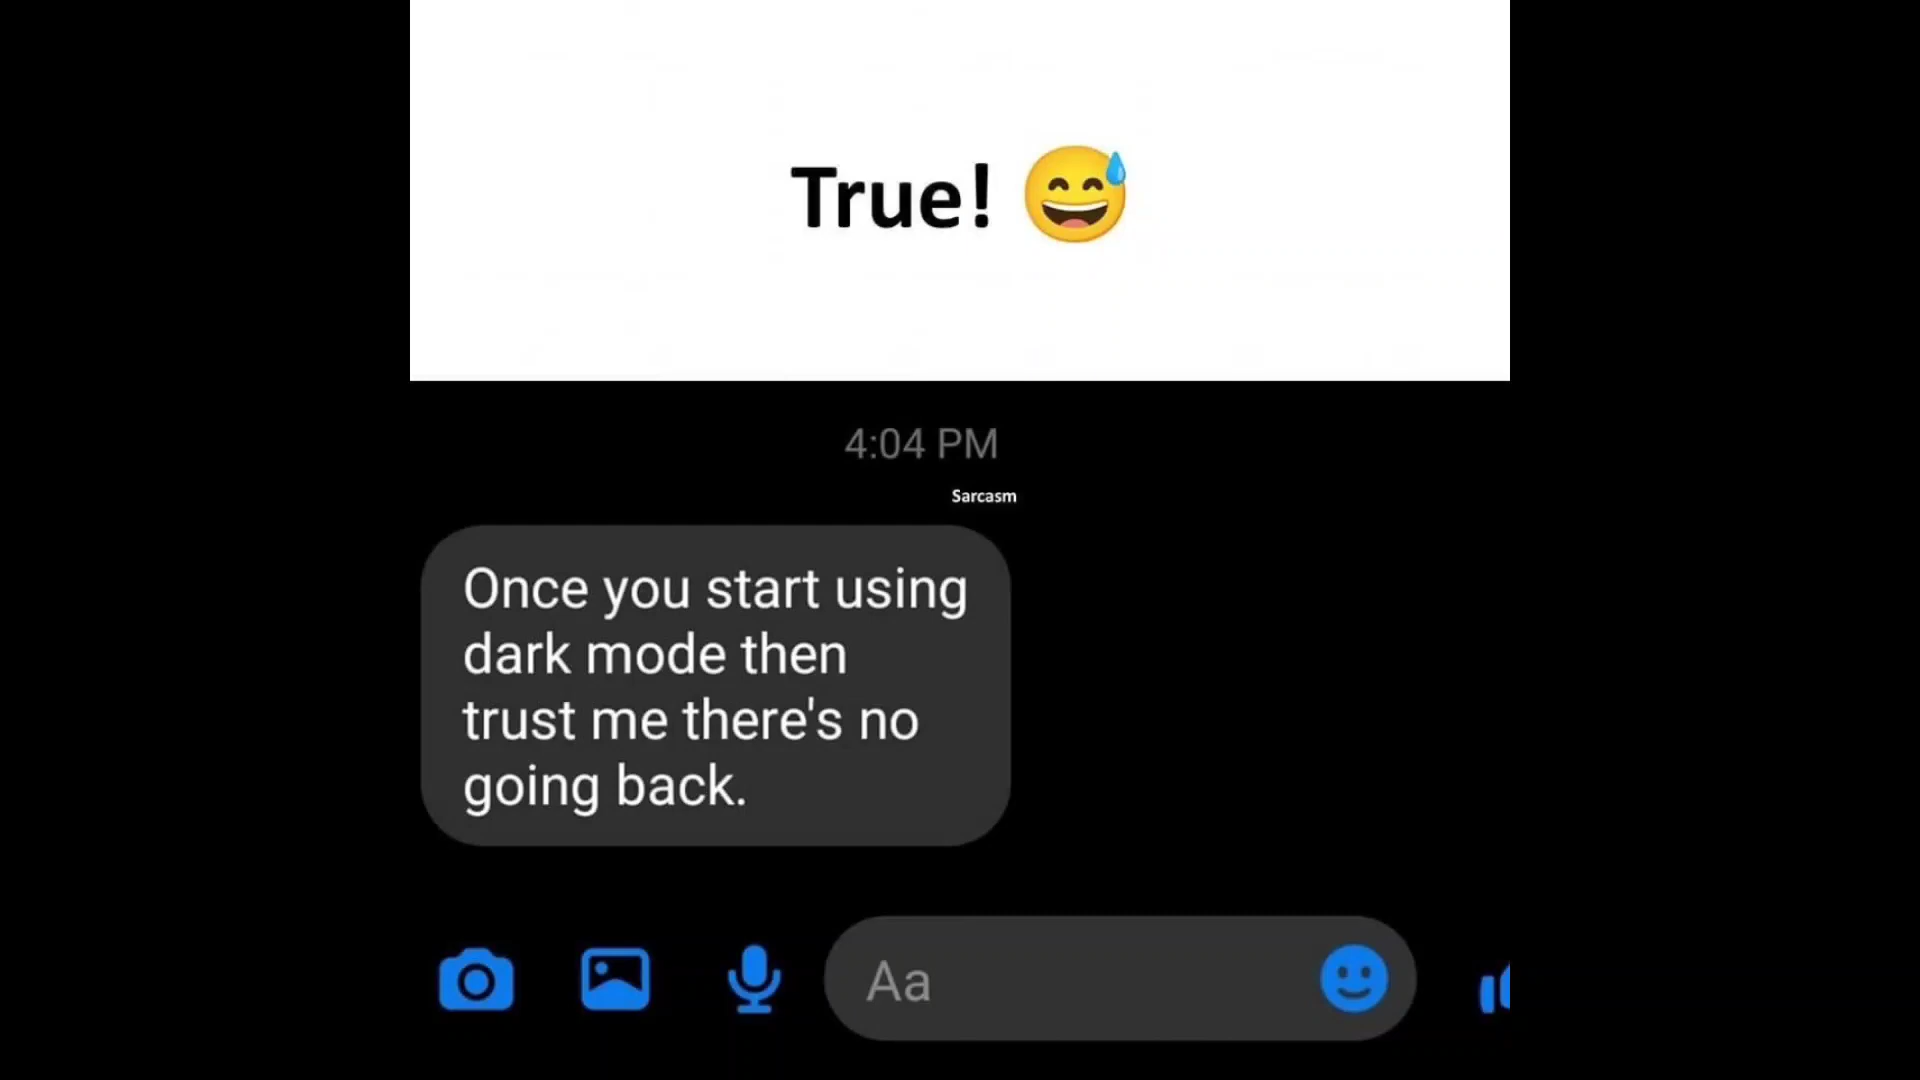 True! 😅
4:04 PM
Sarcasm
Once you start using
dark mode then
trust me there's no
going back.
Aa